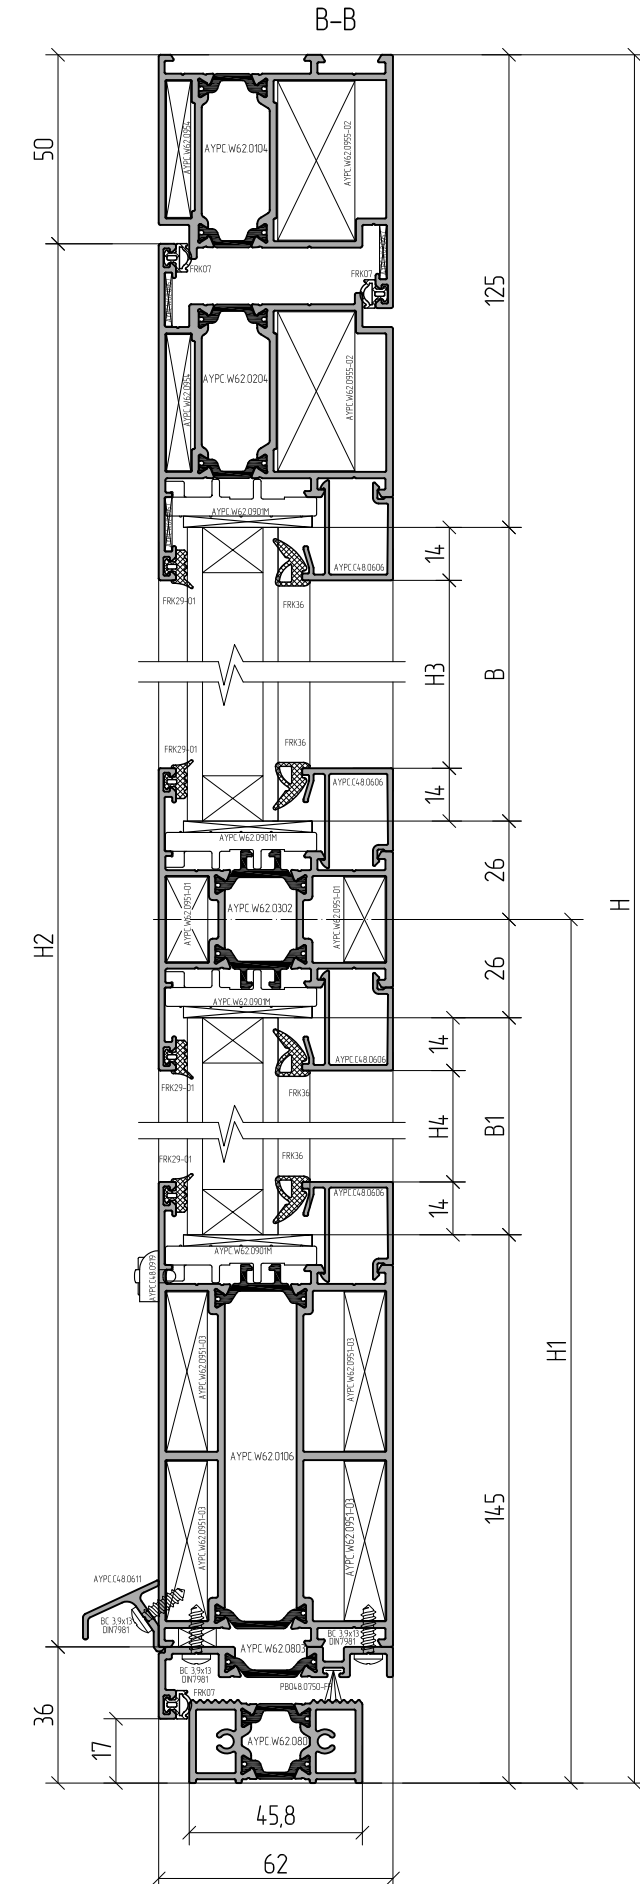 B-B
50
125
AYPC.W62.0954
AYPC.W62.0104
AYPC.W62.0955-02
FRK07
FRK07
AYPC.W62.0954
AYPC.W62.0204
AYPC.W62.0955-02
AYPC.W62.0901M
14
AYPC.C48.0606
FRK29-01
FRK36
H3
B
H
FRK29-01
FRK36
AYPC.C48.0606
14
AYPC.W62.0901M
26
AYPC.W62.0951-01
AYPC.W62.0302
AYPC.W62.0951-01
H2
26
AYPC.W62.0901M
14
AYPC.C48.0606
FRK29-01
FRK36
H4
B1
FRK29-01
FRK36
AYPC.C48.0606
14
AYPC.W62.0901M
AYPC.C48.0919
H1
AYPC.W62.0951-03
AYPC.W62.0951-03
AYPC.W62.0106
145
AYPC.W62.0951-03
AYPC.W62.0951-03
AYPC.C48.0611
BC 3,9x13
DIN7981
BC 3,9x13
DIN7981
AYPC.W62.0803
BC 3,9x13
DIN7981
FRK07
36
17
45,8
62